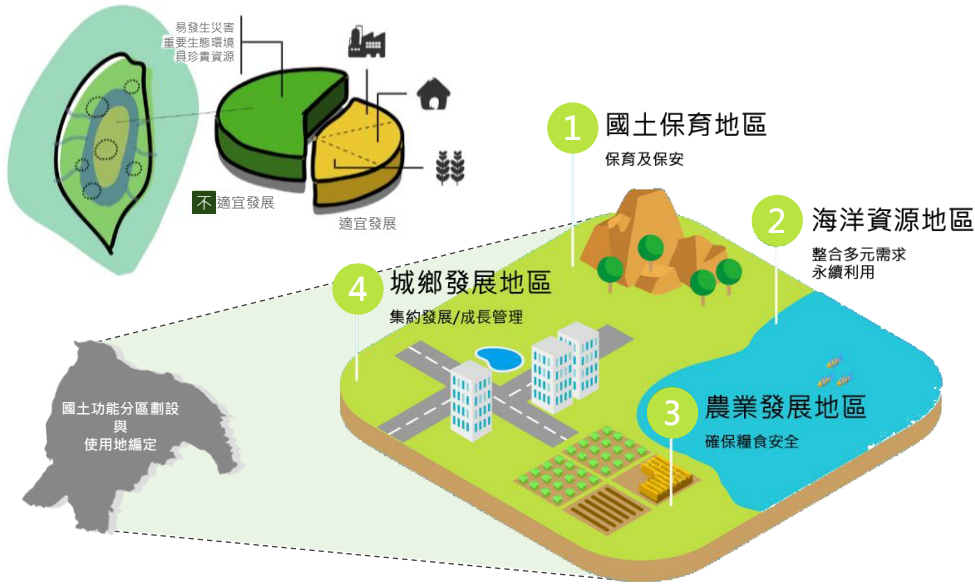 易發生災害
重要生態環境
具珍貴資源
不適宜發展
適宜發展
1 國土保育地區
保育及保安
2 海洋資源地區
整合多元需求
永續利用
4 城鄉發展地區
集約發展/成長管理
3 農業發展地區
確保糧食安全
國土功能分區劃設
與
使用地編定